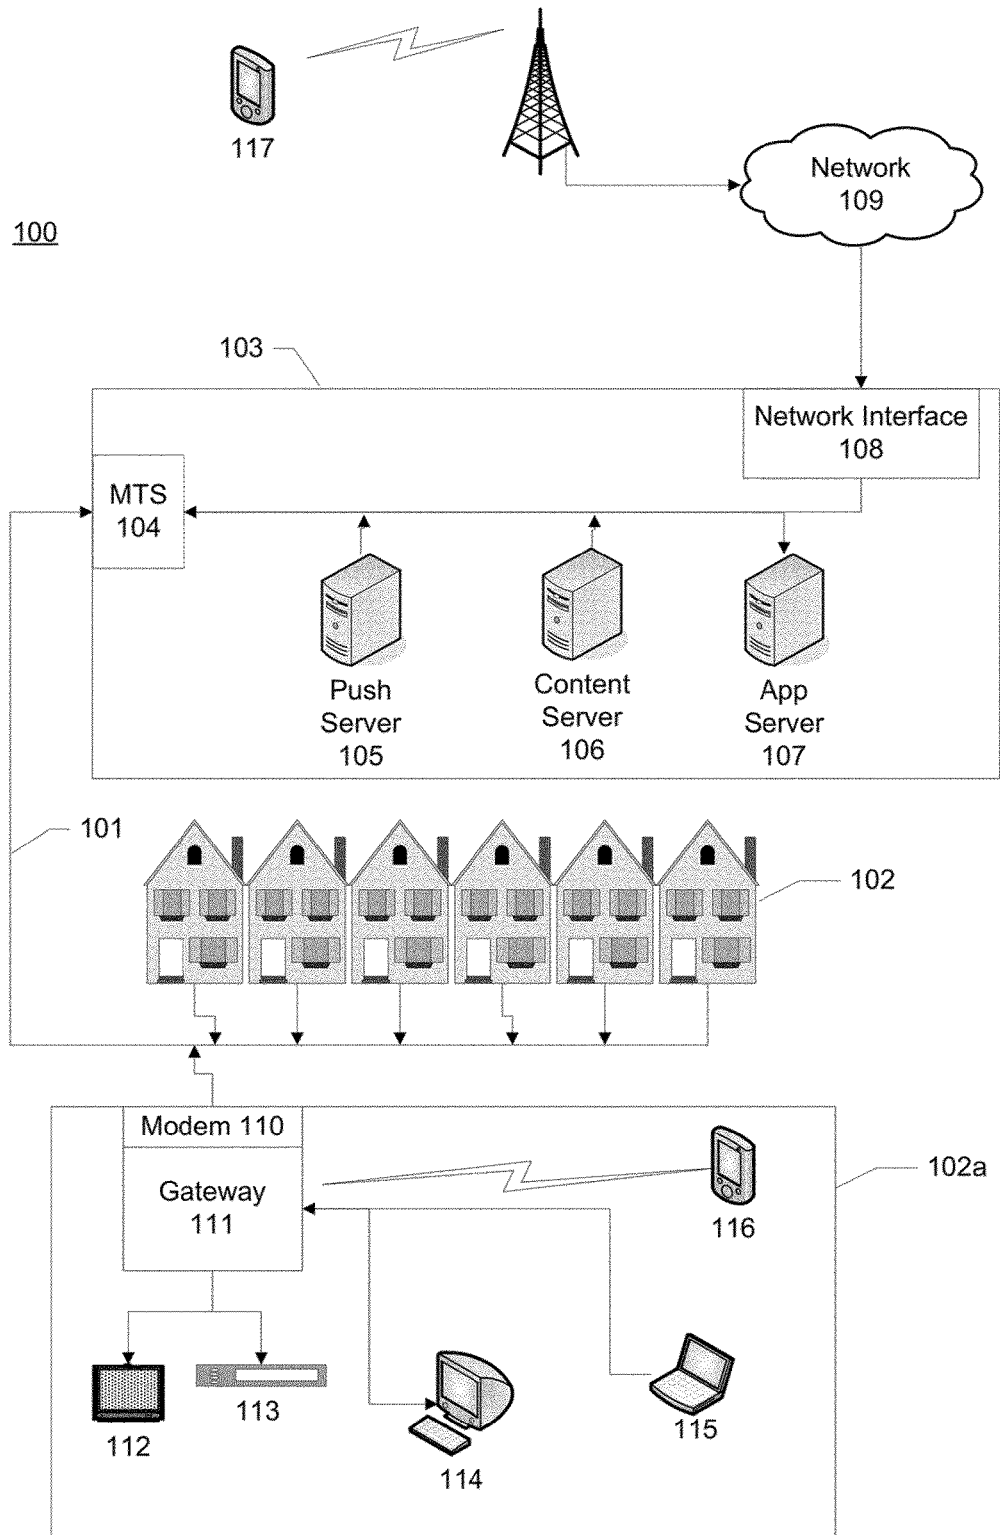 117
Network
109
100
103
Network Interface
108
MTS
104
Push
Server
105
Content
Server
106
App
Server
107
101
102
Modem 110
Gateway
111
116
102a
112
113
114
115